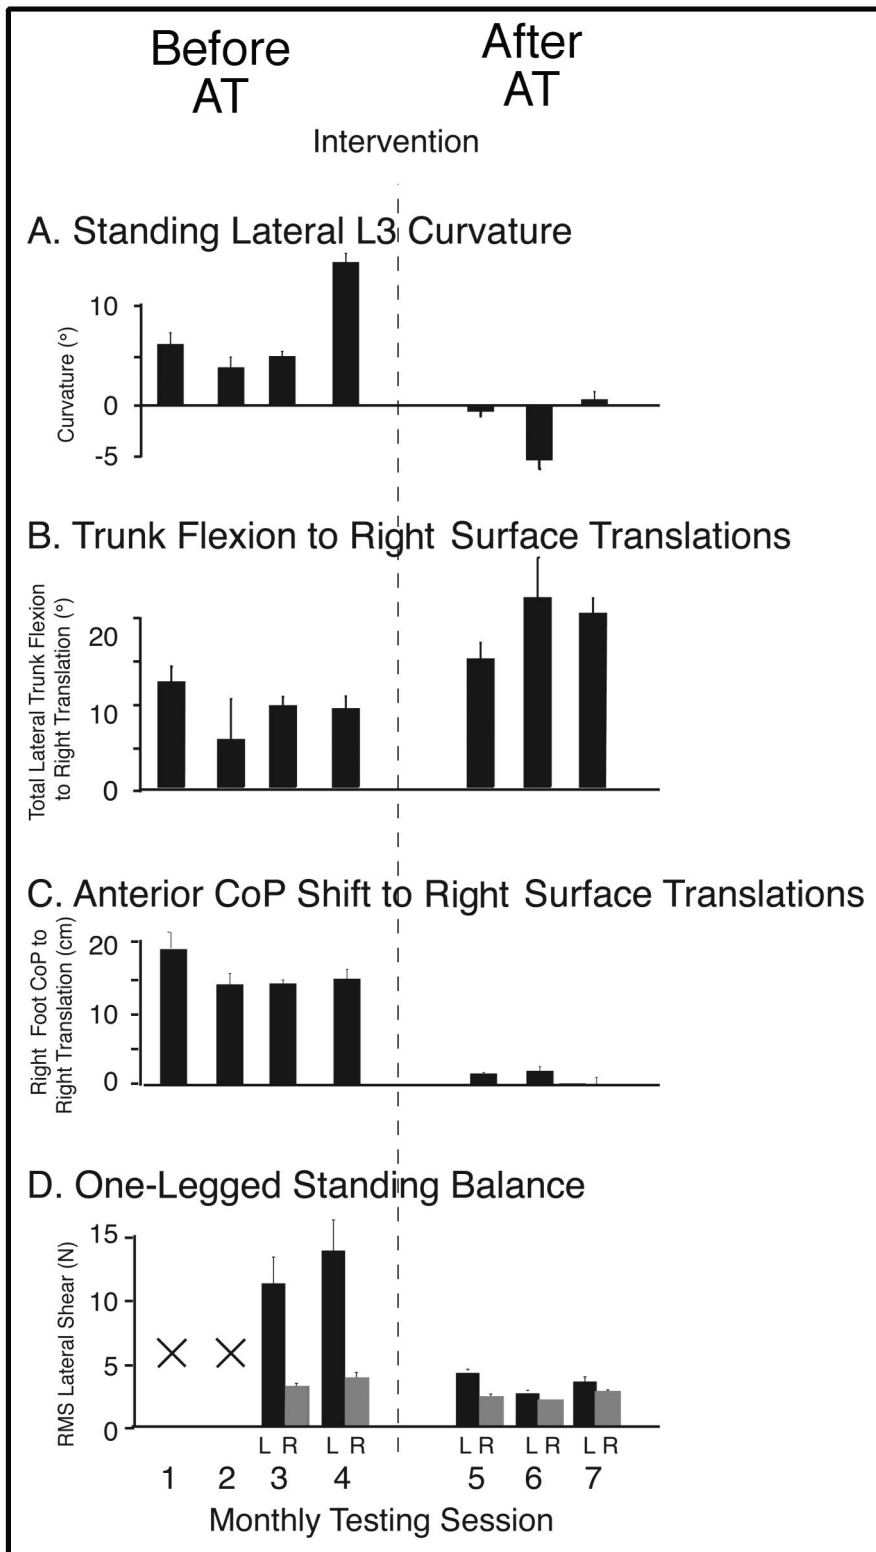 Before
AT
After
AT
Intervention
A. Standing Lateral L3 Curvature
Curvature (°)
10
0
-5
B. Trunk Flexion to Right Surface Translations
Total Lateral Trunk Flexion
to Right Translation (°)
20
10
0
C. Anterior CoP Shift to Right Surface Translations
Right Foot CoP to
Right Translation (cm)
20
10
0
D. One-Legged Standing Balance
RMS Lateral Shear (N)
15
10
5
0
L R L R L R L R L R
1 2 3 4 5 6 7
Monthly Testing Session